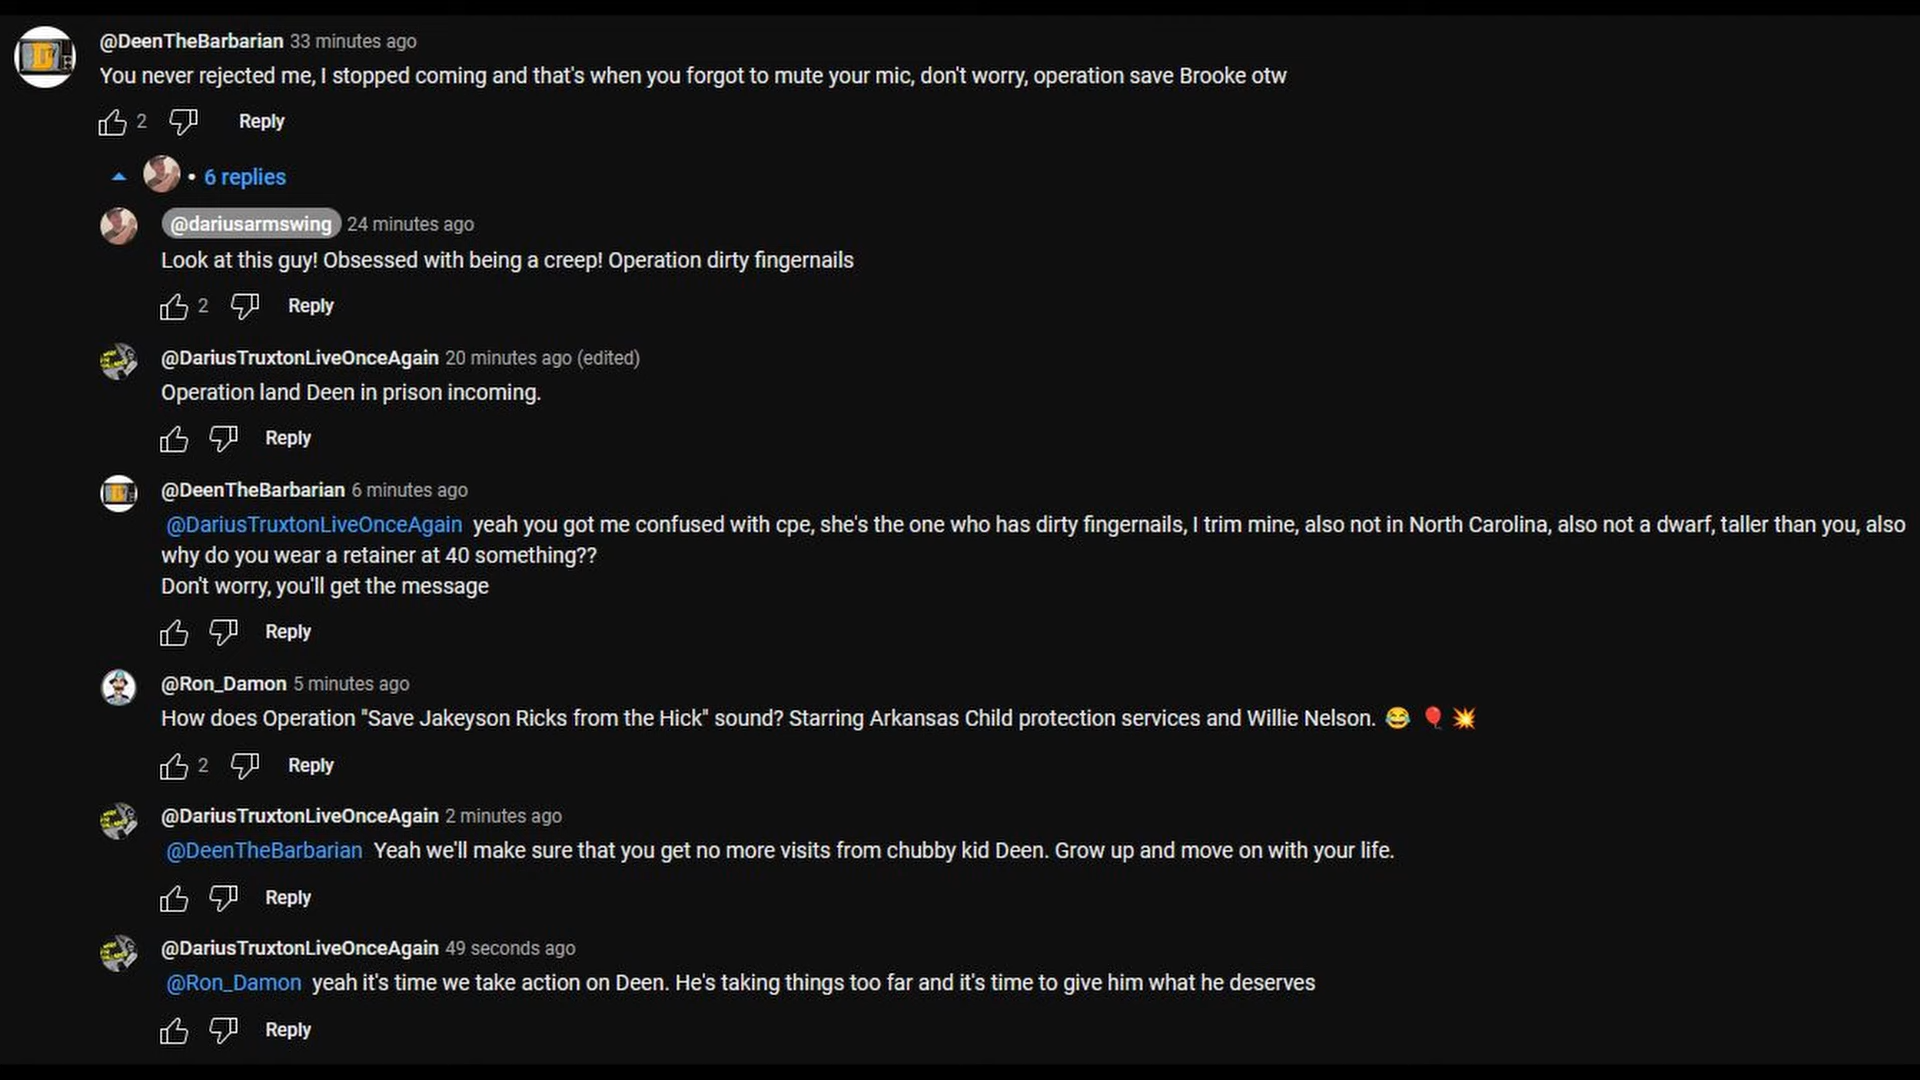 @DeenTheBarbarian 33 minutes ago
You never rejected me, I stopped coming and that's when you forgot to mute your mic, don't worry, operation save Brooke otw
2 Reply
• 6 replies
@dariusarmswing 24 minutes ago
Look at this guy! Obsessed with being a creep! Operation dirty fingernails
2 Reply
@DariusTruxtonLiveOnceAgain 20 minutes ago (edited)
Operation land Deen in prison incoming.
Reply
@DeenTheBarbarian 6 minutes ago
@DariusTruxtonLiveOnceAgain yeah you got me confused with cpe, she's the one who has dirty fingernails, I trim mine, also not in North Carolina, also not a dwarf, taller than you, also
why do you wear a retainer at 40 something??
Don't worry, you'll get the message
Reply
@Ron_Damon 5 minutes ago
How does Operation "Save Jakeyson Ricks from the Hick" sound? Starring Arkansas Child protection services and Willie Nelson. 😂 🎈 💥
2 Reply
@DariusTruxtonLiveOnceAgain 2 minutes ago
@DeenTheBarbarian Yeah we'll make sure that you get no more visits from chubby kid Deen. Grow up and move on with your life.
Reply
@DariusTruxtonLiveOnceAgain 49 seconds ago
@Ron_Damon yeah it's time we take action on Deen. He's taking things too far and it's time to give him what he deserves
Reply